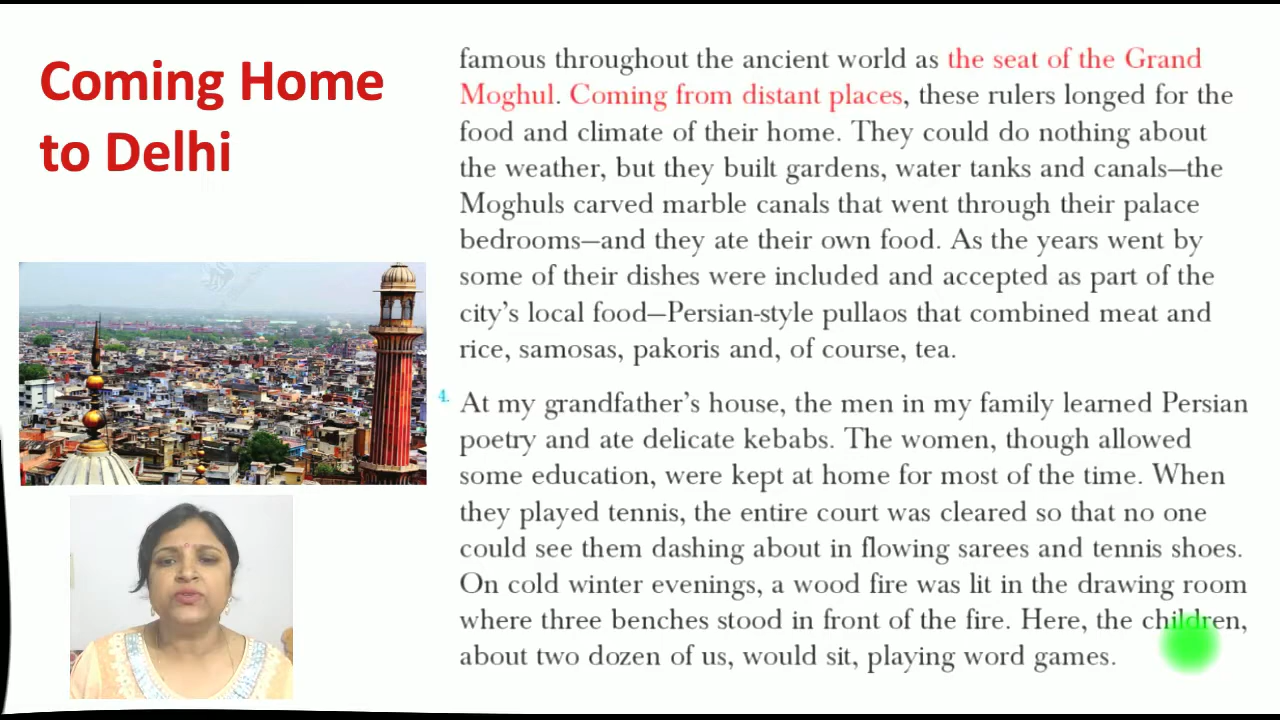 Coming Home
to Delhi
famous throughout the ancient world as the seat of the Grand
Moghul. Coming from distant places, these rulers longed for the
food and climate of their home. They could do nothing about
the weather, but they built gardens, water tanks and canals—the
Moghuls carved marble canals that went through their palace
bedrooms—and they ate their own food. As the years went by
some of their dishes were included and accepted as part of the
city's local food—Persian-style pullaos that combined meat and
rice, samosas, pakoris and, of course, tea.
4. At my grandfather's house, the men in my family learned Persian
poetry and ate delicate kebabs. The women, though allowed
some education, were kept at home for most of the time. When
they played tennis, the entire court was cleared so that no one
could see them dashing about in flowing sarees and tennis shoes.
On cold winter evenings, a wood fire was lit in the drawing room
where three benches stood in front of the fire. Here, the children,
about two dozen of us, would sit, playing word games.